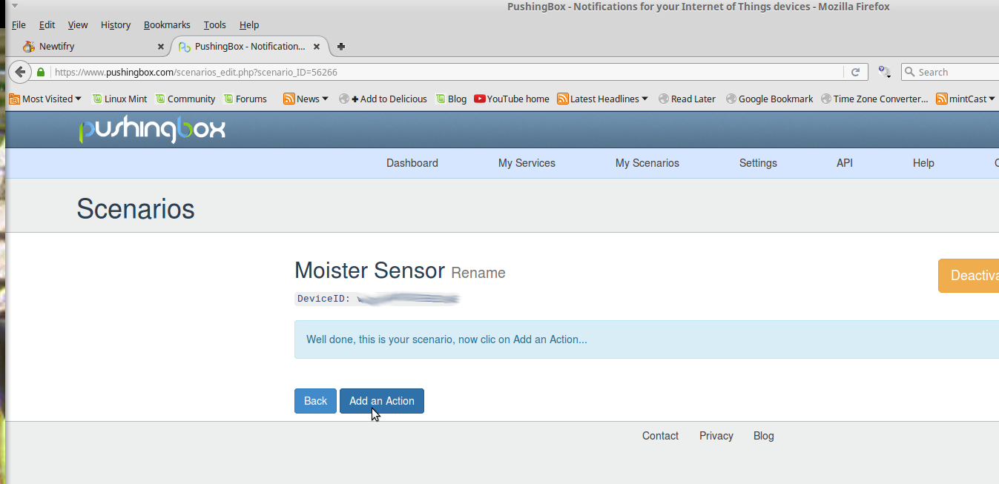 PushingBox - Notifications for your Internet of Things devices - Mozilla Firefox
File Edit View History Bookmarks Tools Help
Newtifry PushingBox - Notification...
https://www.pushingbox.com/scenarios_edit.php?scenario_ID=56266 Search
Most Visited Linux Mint Community Forums News Add to Delicious Blog YouTube home Latest Headlines Read Later Google Bookmark Time Zone Converter... mintCast
pushingbox
Dashboard My Services My Scenarios Settings API Help
Scenarios
Moister Sensor Rename
Deactiva
DeviceID:
Well done, this is your scenario, now clic on Add an Action...
Back Add an Action
Contact Privacy Blog